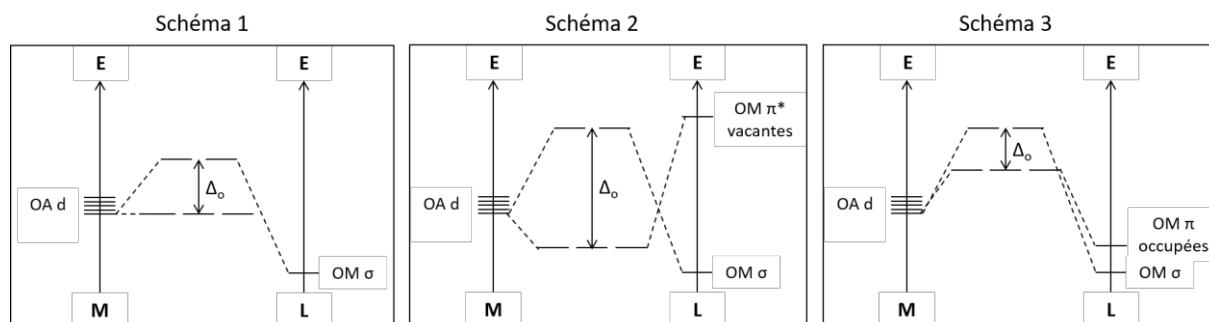 Schéma 1
E
E
OA d
Δo
OM σ
M
L
Schéma 2
E
E
OM π*
vacantes
OA d
Δo
OM σ
M
L
Schéma 3
E
E
OA d
Δo
OM π
occupées
OM σ
M
L